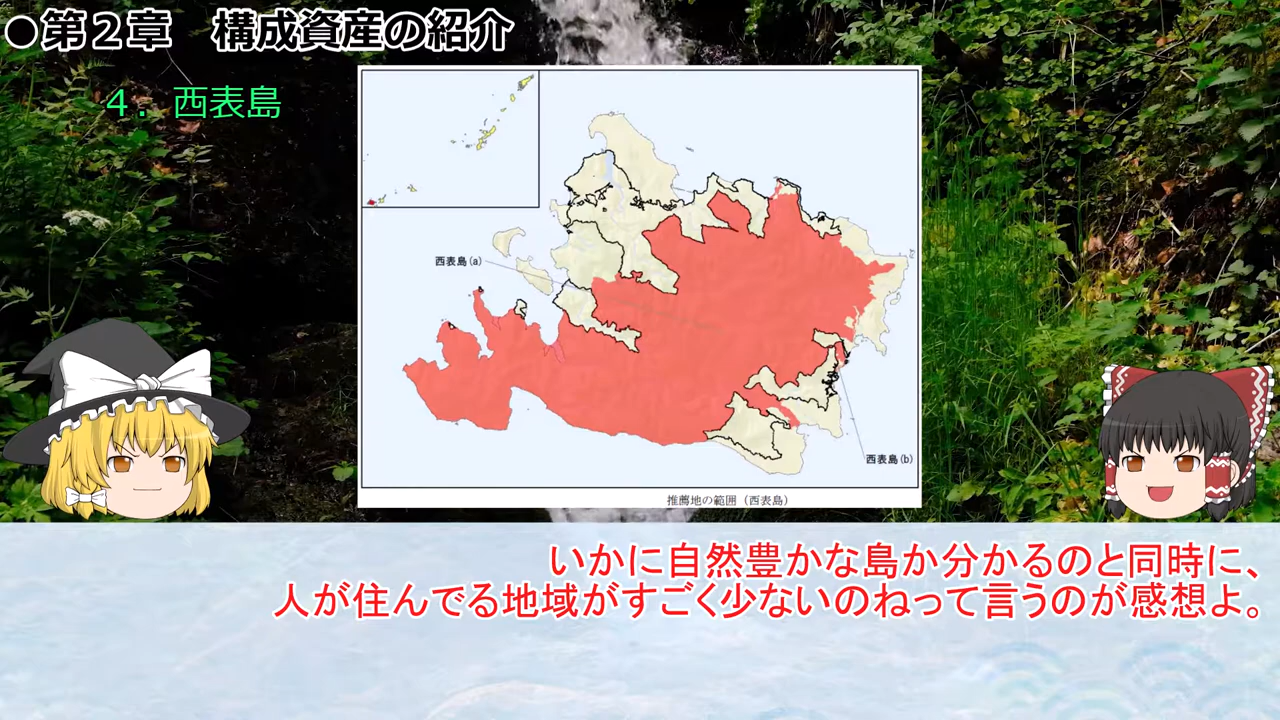 ○第２章　構成資産の紹介
４．西表島
西表島(a)
西表島(b)
推薦地の範囲（西表島）
いかに自然豊かな島か分かるのと同時に、
人が住んでる地域がすごく少ないのねって言うのが感想よ。